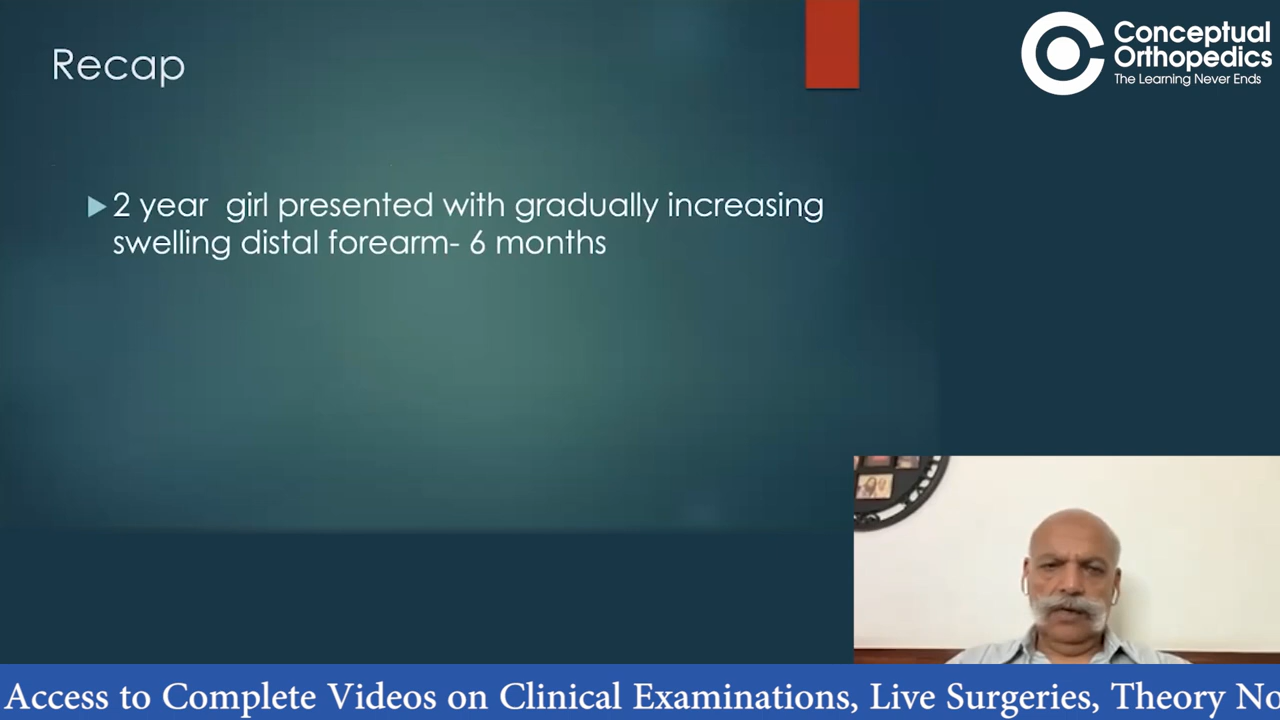 Recap
Conceptual
Orthopedics
The Learning Never Ends
2 year girl presented with gradually increasing
swelling distal forearm- 6 months
Access to Complete Videos on Clinical Examinations, Live Surgeries, Theory No